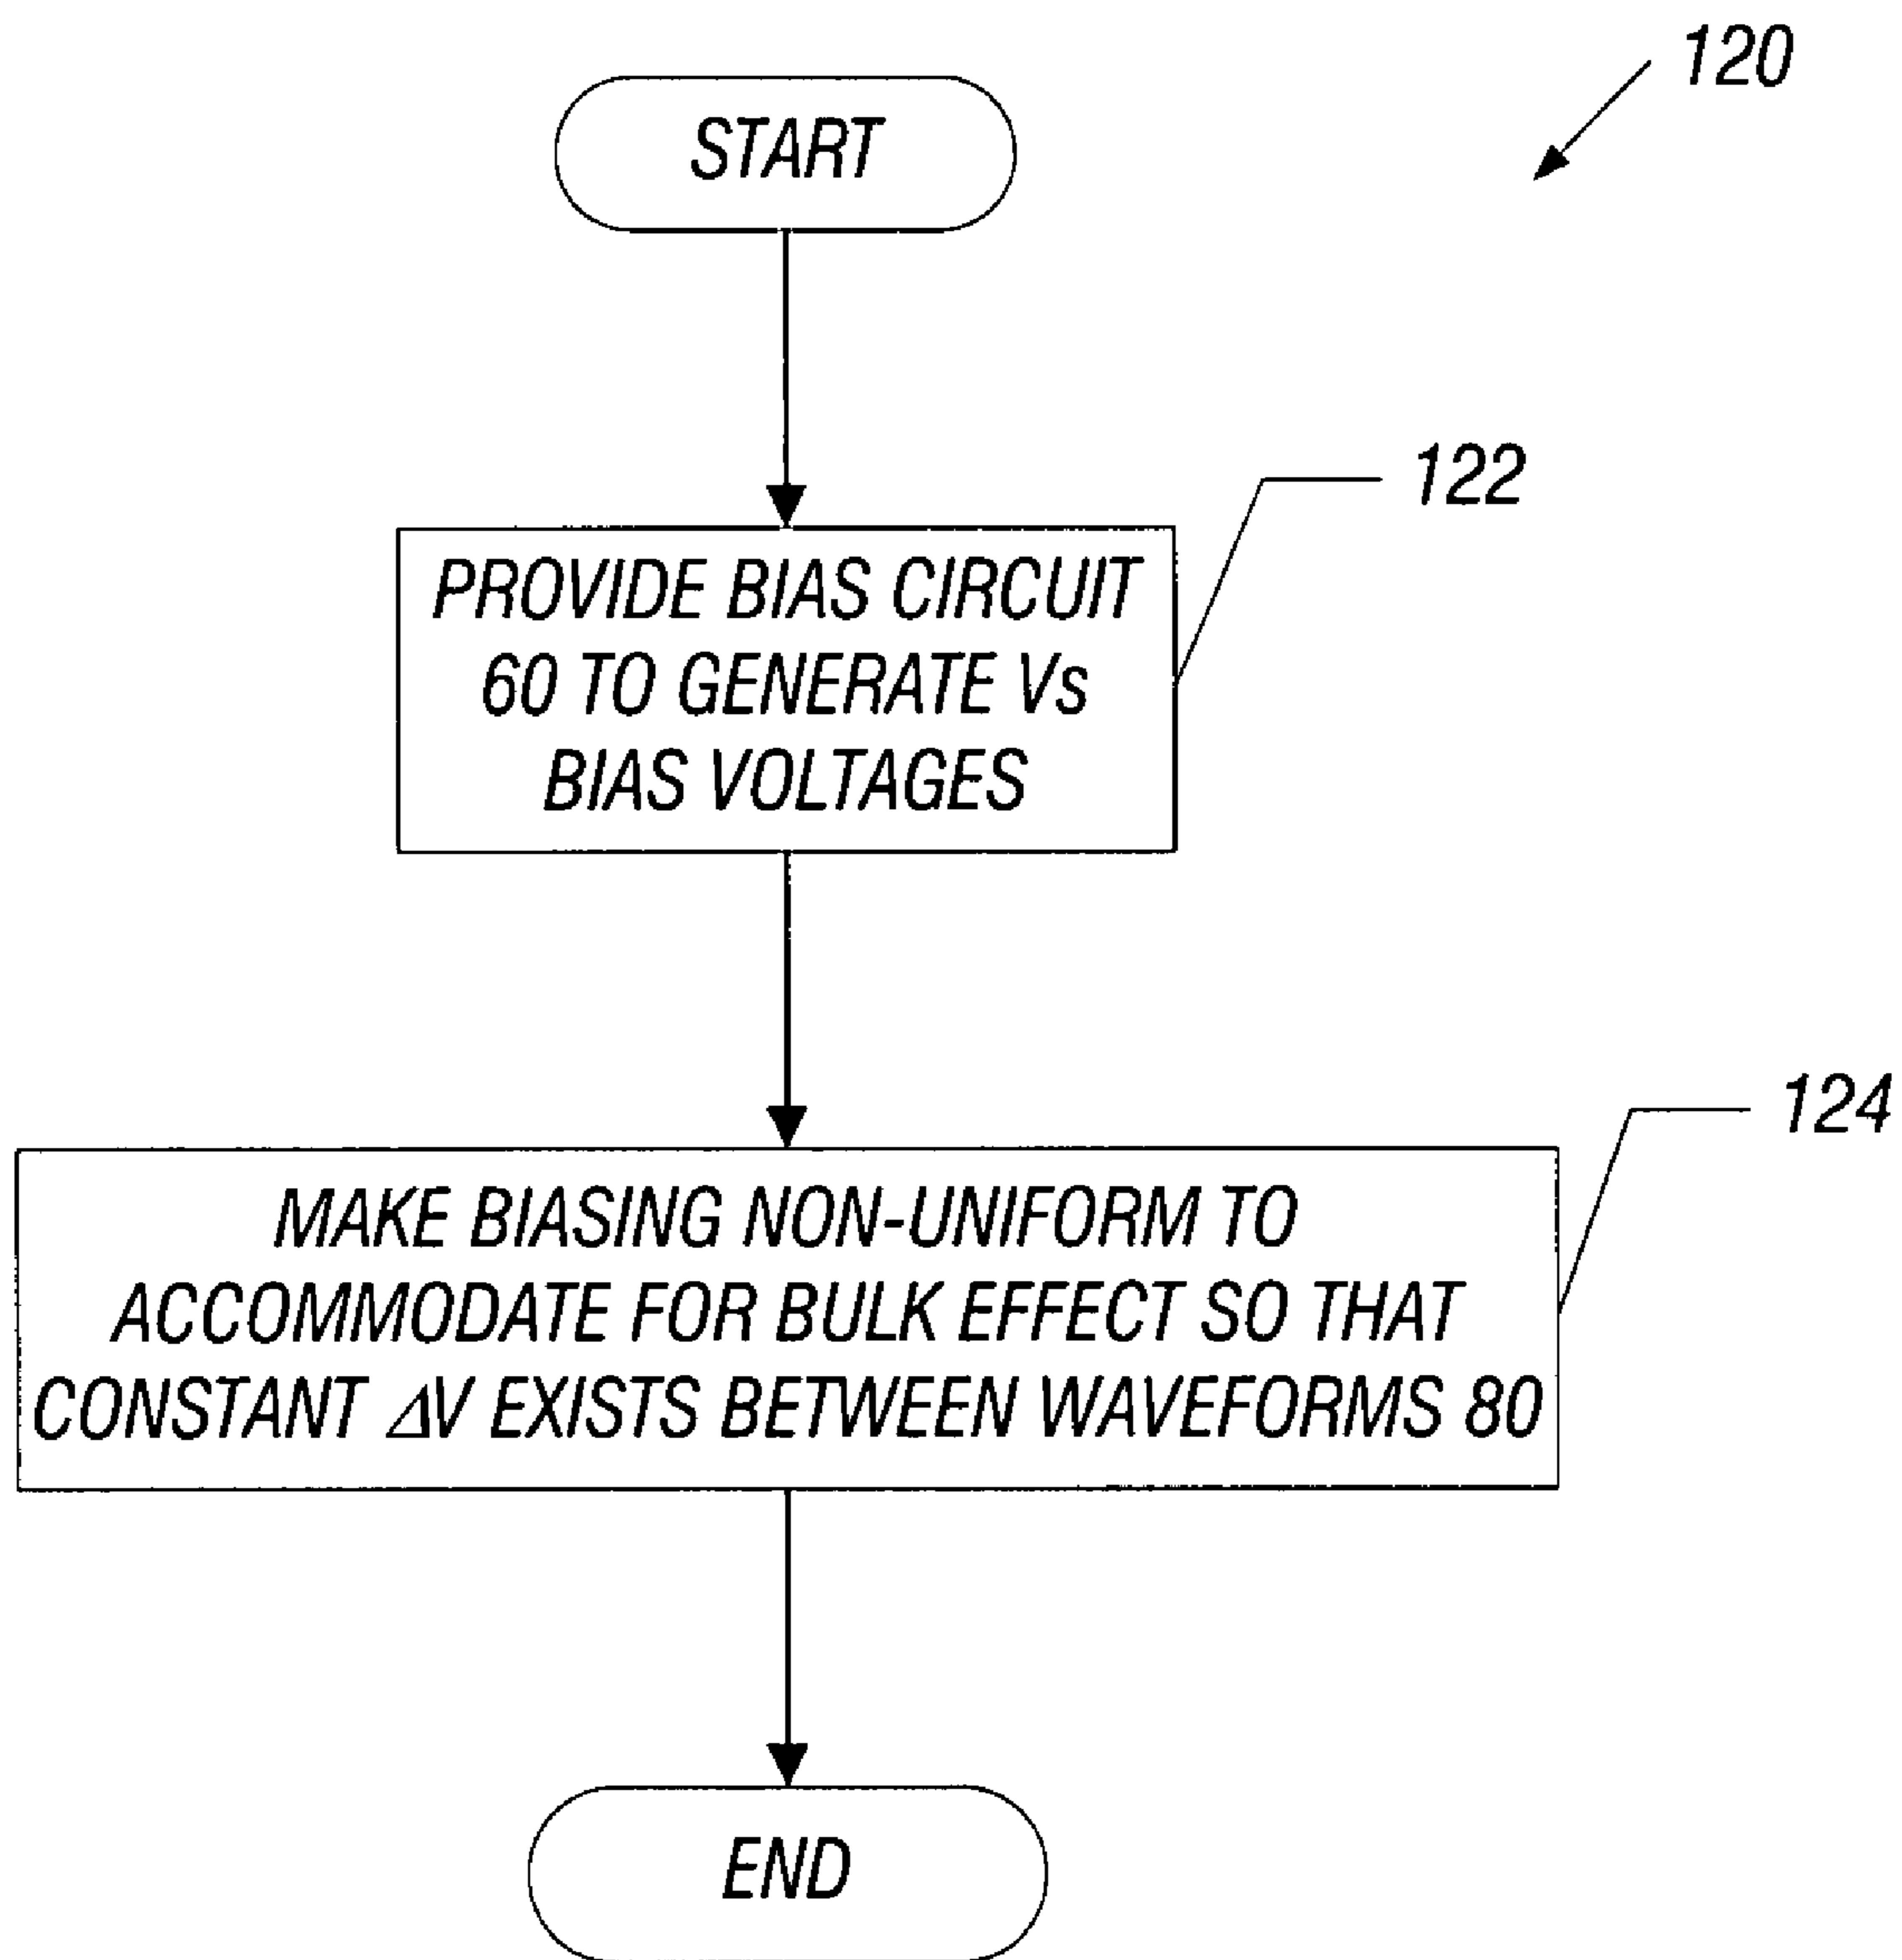 120
START
122
PROVIDE BIAS CIRCUIT
60 TO GENERATE Vs
BIAS VOLTAGES
124
MAKE BIASING NON-UNIFORM TO
ACCOMMODATE FOR BULK EFFECT SO THAT
CONSTANT ΔV EXISTS BETWEEN WAVEFORMS 80
END